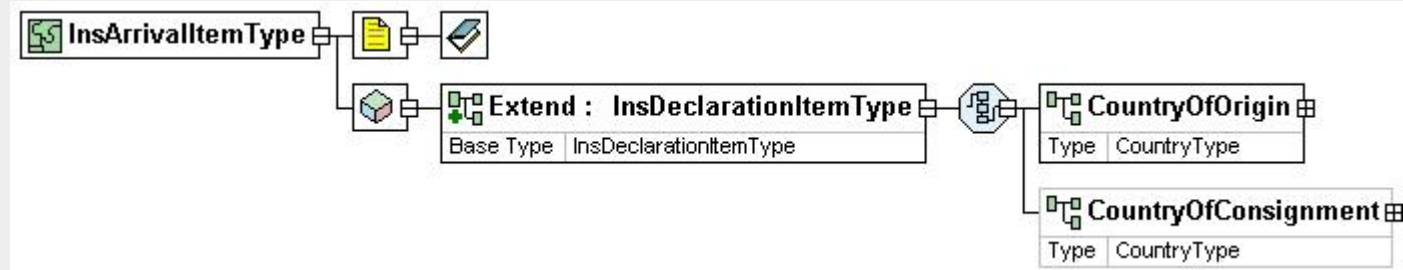 InsArrivalItemType
Extend : InsDeclarationItemType
Base Type InsDeclarationItemType
CountryOfOrigin
Type CountryType
CountryOfConsignment
Type CountryType